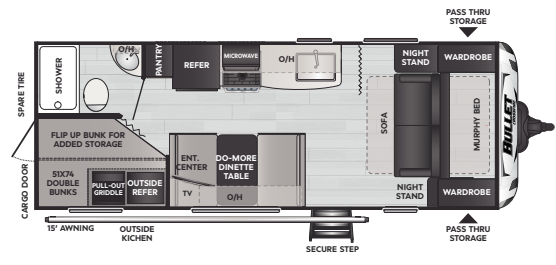 PASS THRU
STORAGE
O/H
PANTRY
REFER
MICROWAVE
O/H
NIGHT
STAND
WARDROBE
SHOWER
SPARE TIRE
SOFA
MURPHY BED
BULLET
FLIP UP BUNK FOR
ADDED STORAGE
ENT.
CENTER
DO-MORE
DINETTE
TABLE
51X74
DOUBLE
BUNKS
PULL-OUT
GRIDDLE
OUTSIDE
REFER
TV
O/H
NIGHT
STAND
WARDROBE
CARGO DOOR
15' AWNING
OUTSIDE
KICHEN
SECURE STEP
PASS THRU
STORAGE